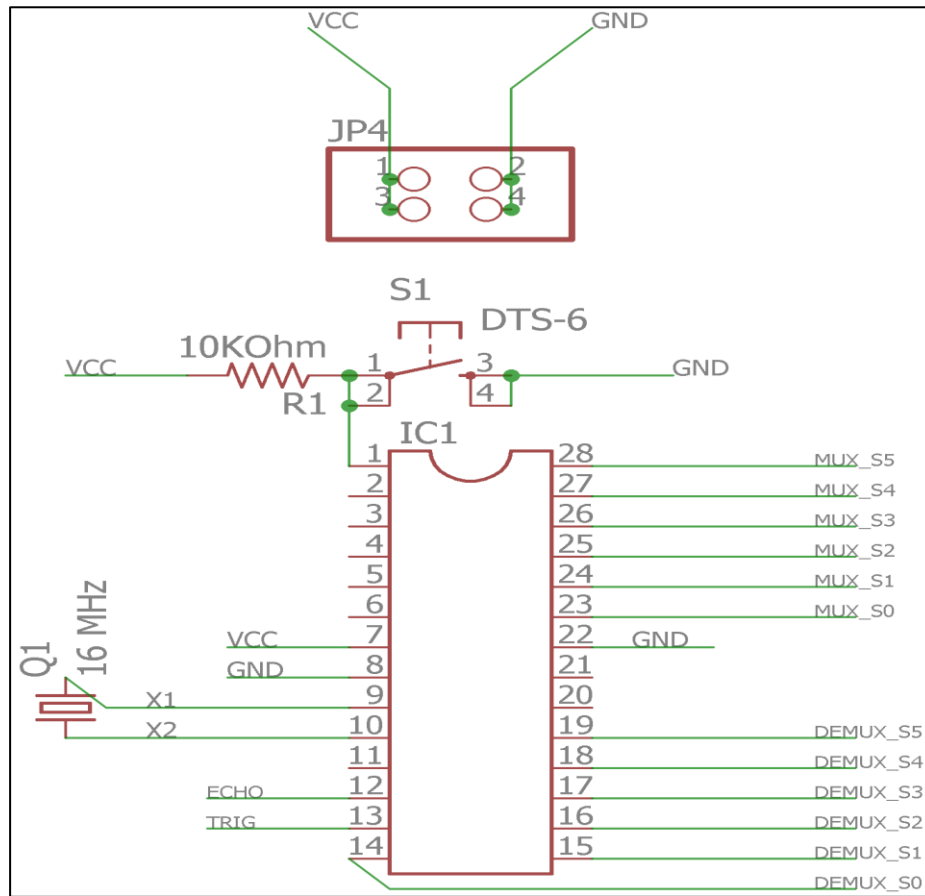 VCC GND
JP4
1 2
3 4
S1
DTS-6
10KOhm
VCC 1 3 GND
2 4
R1
IC1
1 28 MUX_S5
2 27 MUX_S4
3 26 MUX_S3
4 25 MUX_S2
5 24 MUX_S1
6 23 MUX_S0
VCC 7 22 GND
GND 8 21
Q1
16 MHz
X1 9 20
X2 10 19 DEMUX_S5
11 18 DEMUX_S4
ECHO 12 17 DEMUX_S3
TRIG 13 16 DEMUX_S2
14 15 DEMUX_S1
DEMUX_S0